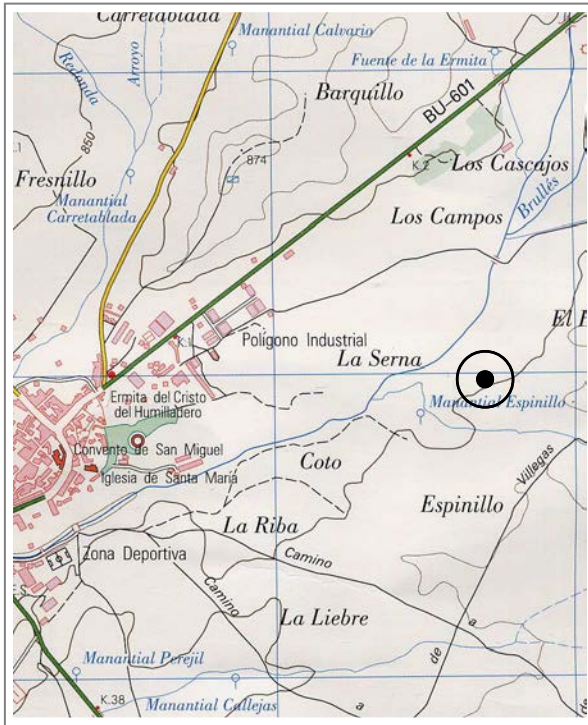 Carretablada
Manantial Calvario
Redonda
Arroyo
Fuente de la Ermita
Barquillo
BU-601
850
874
K.2
Los Cascajos
Fresnillo
Manantial
Carretablada
Los Campos
Brullés
K.1
Polígono Industrial
La Serna
Ermita del Cristo
del Humilladero
Manantial Espinillo
Convento de San Miguel
Iglesia de Santa María
Coto
Espinillo
Villegas
La Riba
Zona Deportiva
Camino
Camino
a
La Liebre
de
Manantial Perejil
K.38
Manantial Callejas
a